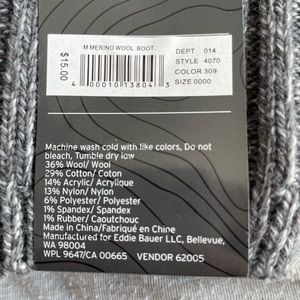 M MERINO WOOL BOOT
$15.00
DEPT 014
STYLE 4070
COLOR 309
SIZE 0000
4 00010 13804 3
Machine wash cold with like colors, Do not
bleach, Tumble dry low
36% Wool/ Wool
29% Cotton/ Coton
14% Acrylic/ Acrylique
13% Nylon/ Nylon
6% Polyester/ Polyester
1% Spandex/ Spandex
1% Rubber/ Caoutchouc
Made in China/Fabriqué en Chine
Manufactured for Eddie Bauer LLC, Bellevue,
WA 98004
WPL 9647/CA 00665 VENDOR 62005